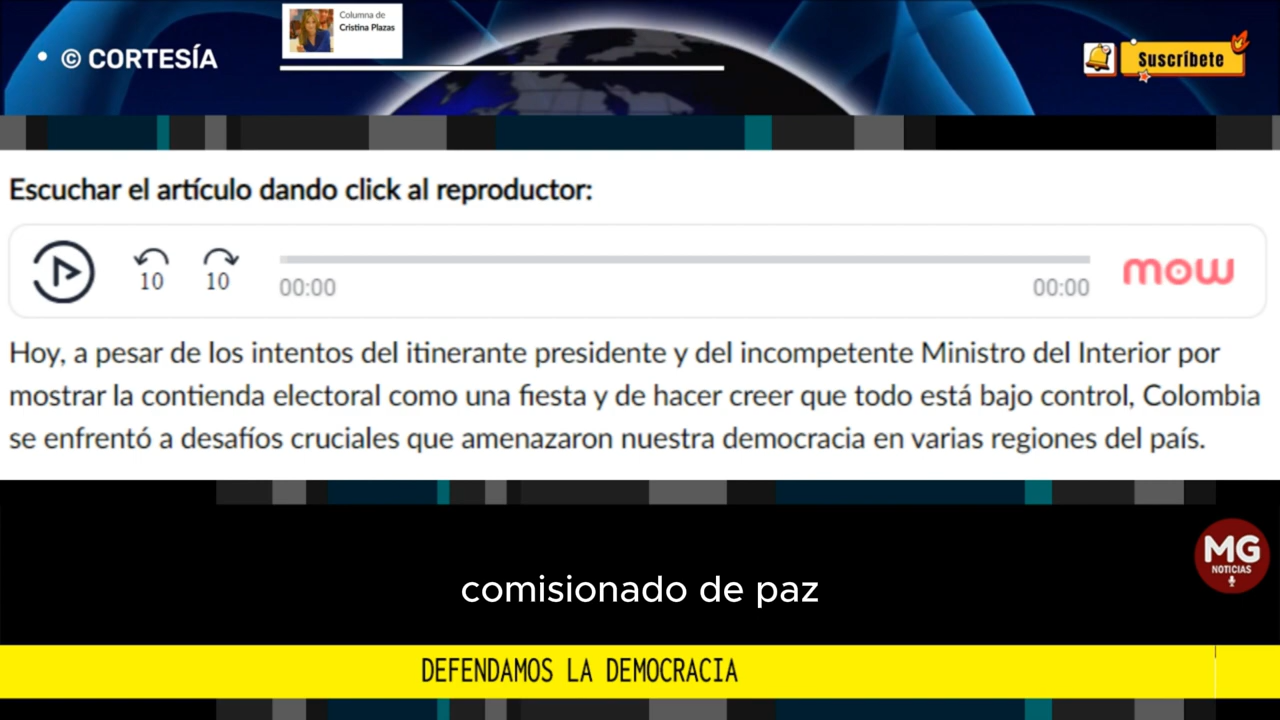 © CORTESÍA
Columna de
Cristina Plazas
Suscríbete
Escuchar el artículo dando click al reproductor:
10
10
00:00
00:00
mow
Hoy, a pesar de los intentos del itinerante presidente y del incompetente Ministro del Interior por
mostrar la contienda electoral como una fiesta y de hacer creer que todo está bajo control, Colombia
se enfrentó a desafíos cruciales que amenazaron nuestra democracia en varias regiones del país.
MG
NOTICIAS
comisionado de paz
DEFENDAMOS LA DEMOCRACIA